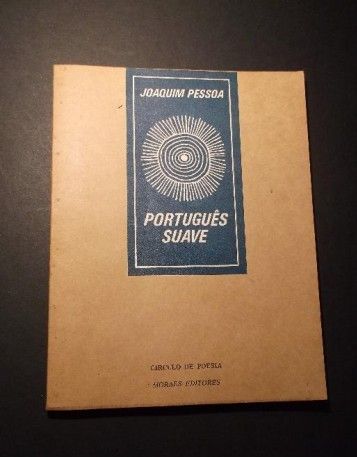 JOAQUIM PESSOA
PORTUGUÊS
SUAVE
CÍRCULO DE POESIA
MORAES EDITORES